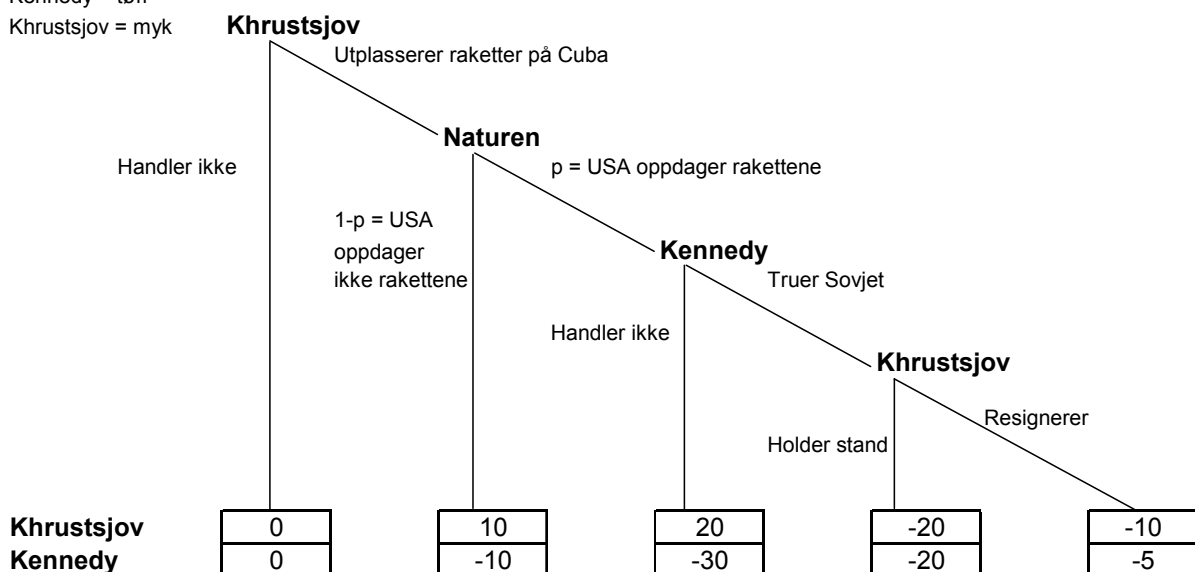 Khrustsjov = myk
Khrustsjov
Utplasserer raketter på Cuba
Naturen
Handler ikke
p = USA oppdager rakettene
1-p = USA
oppdager
ikke rakettene
Kennedy
Truer Sovjet
Handler ikke
Khrustsjov
Resignerer
Holder stand
Khrustsjov 0 10 20 -20 -10
Kennedy 0 -10 -30 -20 -5